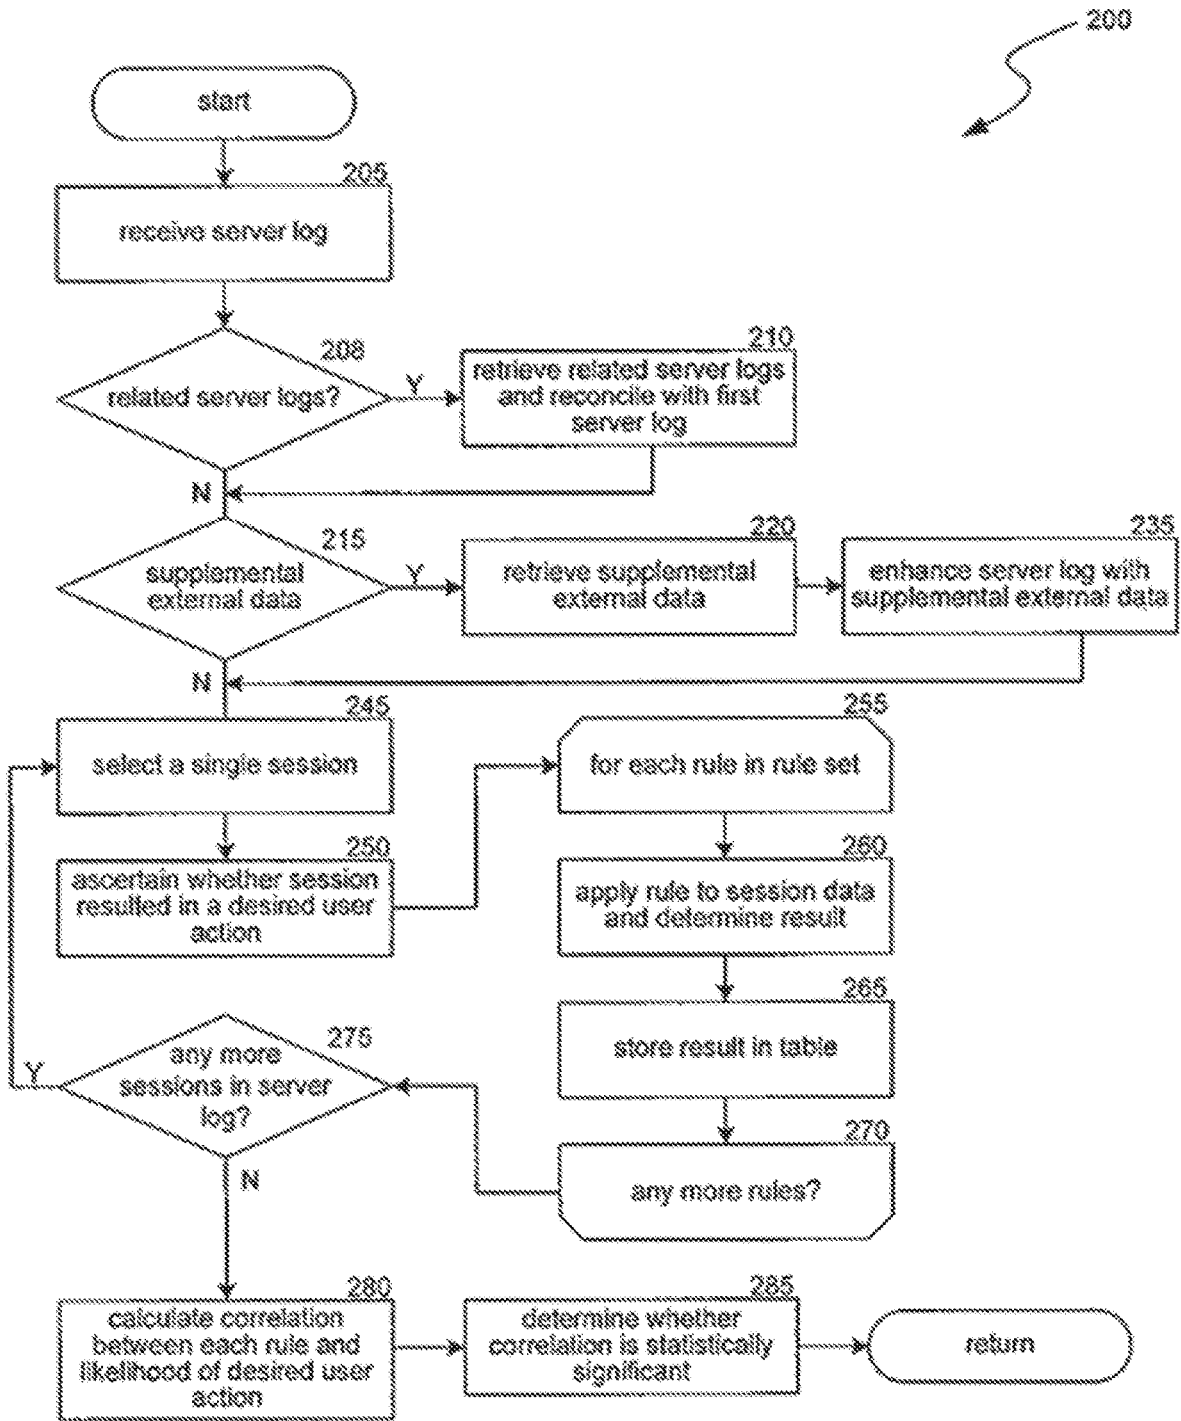 200
start
205
receive server log
208
related server logs?
Y
210
retrieve related server logs
and reconcile with first
server log
N
215
supplemental
external data
Y
220
retrieve supplemental
external data
235
enhance server log with
supplemental external data
N
245
select a single session
250
ascertain whether session
resulted in a desired user
action
255
for each rule in rule set
260
apply rule to session data
and determine result
265
store result in table
270
any more rules?
275
any more
sessions in server
log?
Y
N
280
calculate correlation
between each rule and
likelihood of desired user
action
285
determine whether
correlation is statistically
significant
return